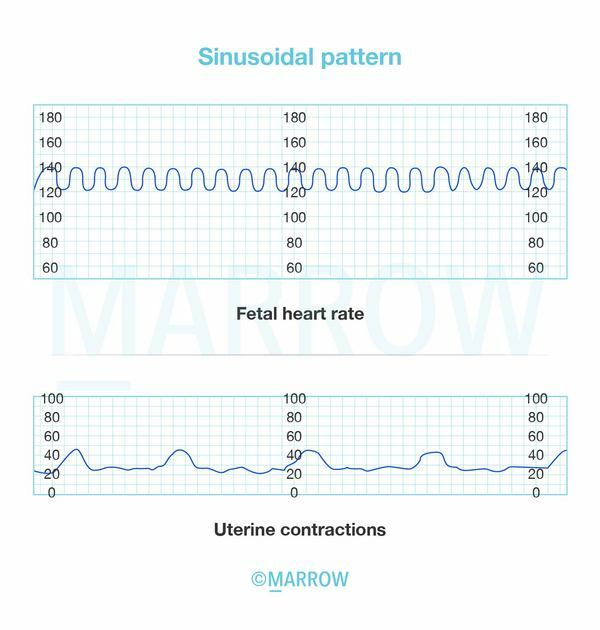 Sinusoidal pattern
180 180 180
160 160 160
140 140 140
120 120 120
100 100 100
80 80 80
60 60 60
MARROW
Fetal heart rate
100 100 100
80 80 80
60 60 60
40 40 40
20 20 20
0 0 0
Uterine contractions
©MARROW